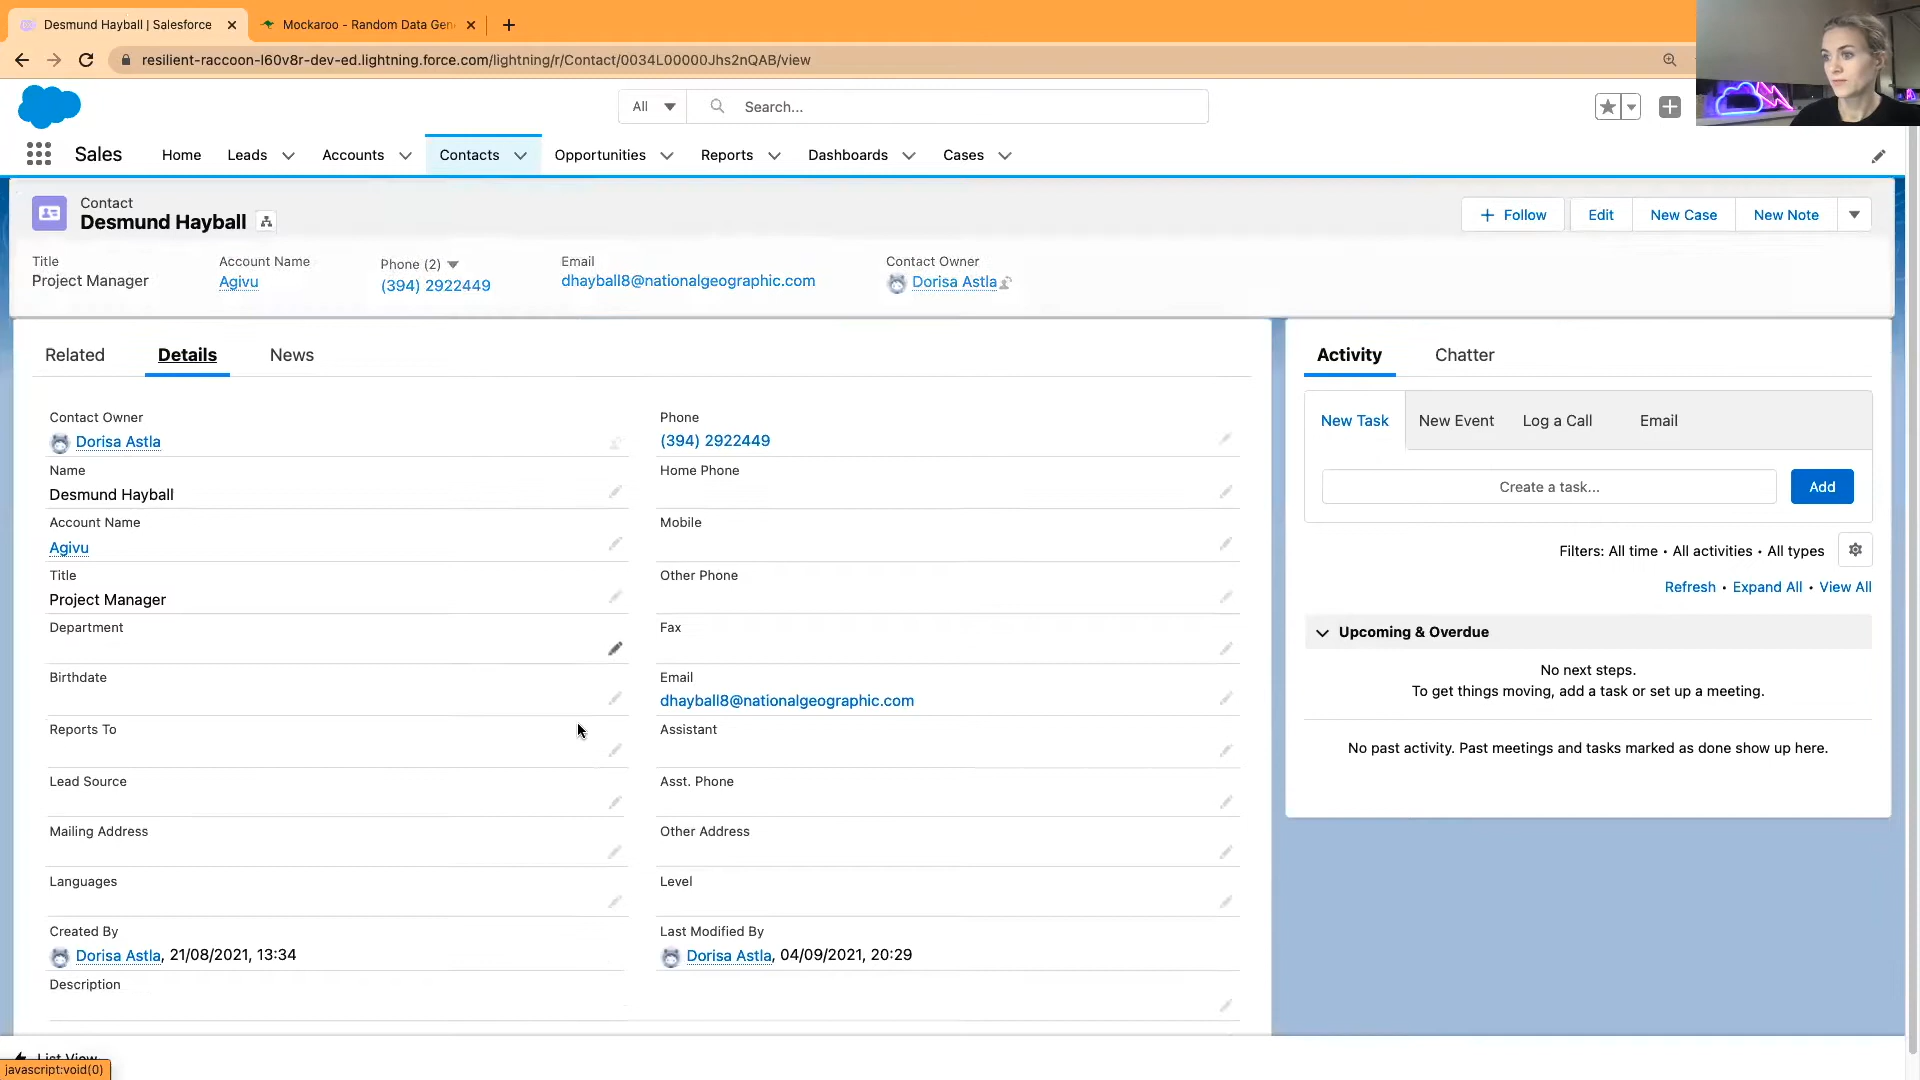 Desmund Hayball | Salesforce
Mockaroo - Random Data Gen
resilient-raccoon-l60v8r-dev-ed.lightning.force.com/lightning/r/Contact/0034L00000Jhs2nQAB/view
All
Search...
Sales
Home
Leads
Accounts
Contacts
Opportunities
Reports
Dashboards
Cases
Contact
Desmund Hayball
Follow
Edit
New Case
New Note
Title
Project Manager
Account Name
Agivu
Phone (2)
(394) 2922449
Email
dhayball8@nationalgeographic.com
Contact Owner
Dorisa Astla
Related
Details
News
Contact Owner
Dorisa Astla
Name
Desmund Hayball
Account Name
Agivu
Title
Project Manager
Department
Birthdate
Reports To
Lead Source
Mailing Address
Languages
Created By
Dorisa Astla, 21/08/2021, 13:34
Description
Phone
(394) 2922449
Home Phone
Mobile
Other Phone
Fax
Email
dhayball8@nationalgeographic.com
Assistant
Asst. Phone
Other Address
Level
Last Modified By
Dorisa Astla, 04/09/2021, 20:29
Activity
Chatter
New Task
New Event
Log a Call
Email
Create a task...
Add
Filters: All time • All activities • All types
Refresh • Expand All • View All
Upcoming & Overdue
No next steps.
To get things moving, add a task or set up a meeting.
No past activity. Past meetings and tasks marked as done show up here.
List View
javascript:void(0)